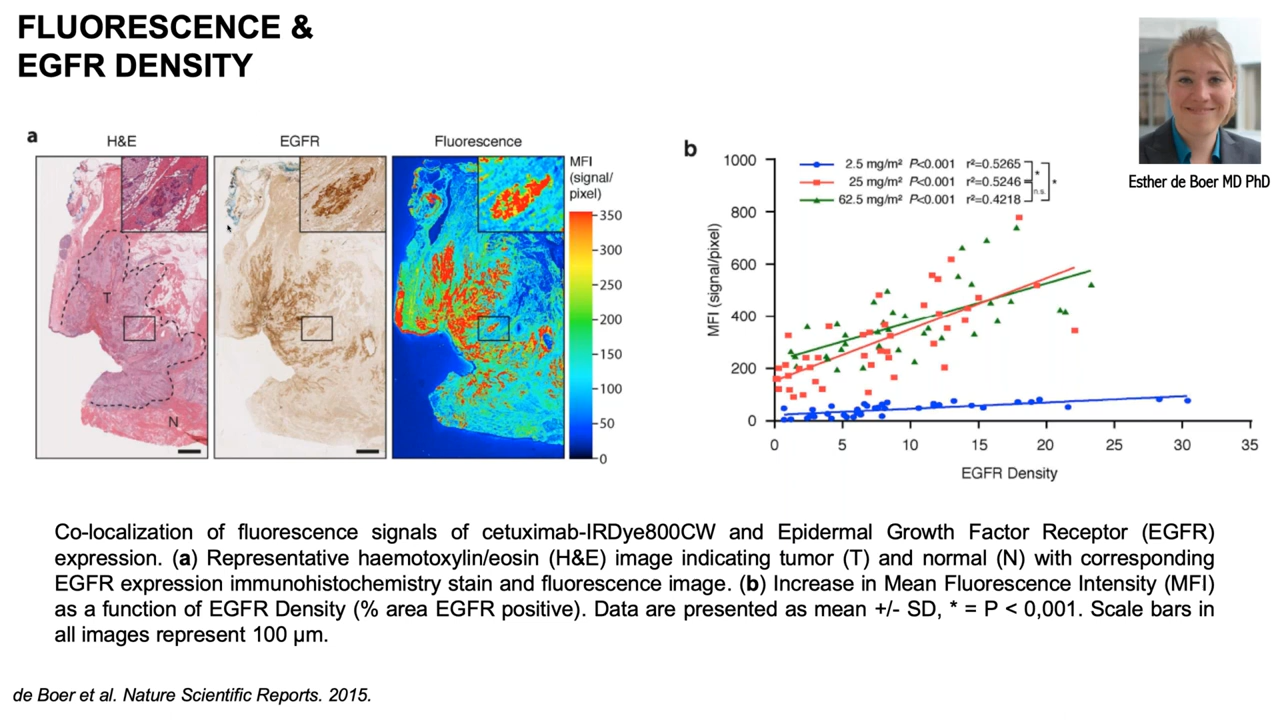 FLUORESCENCE &
EGFR DENSITY
Esther de Boer MD PhD
a
H&E
EGFR
Fluorescence
T
N
MFI
(signal/
pixel)
350
300
250
200
150
100
50
0
b
2.5 mg/m² P<0.001 r²=0.5265
25 mg/m² P<0.001 r²=0.5246
62.5 mg/m² P<0.001 r²=0.4218
*
n.s.
*
MFI (signal/pixel)
1000
800
600
400
200
0
0 5 10 15 20 25 30 35
EGFR Density
Co-localization of fluorescence signals of cetuximab-IRDye800CW and Epidermal Growth Factor Receptor (EGFR)
expression. (a) Representative haemotoxylin/eosin (H&E) image indicating tumor (T) and normal (N) with corresponding
EGFR expression immunohistochemistry stain and fluorescence image. (b) Increase in Mean Fluorescence Intensity (MFI)
as a function of EGFR Density (% area EGFR positive). Data are presented as mean +/- SD, * = P < 0,001. Scale bars in
all images represent 100 μm.
de Boer et al. Nature Scientific Reports. 2015.